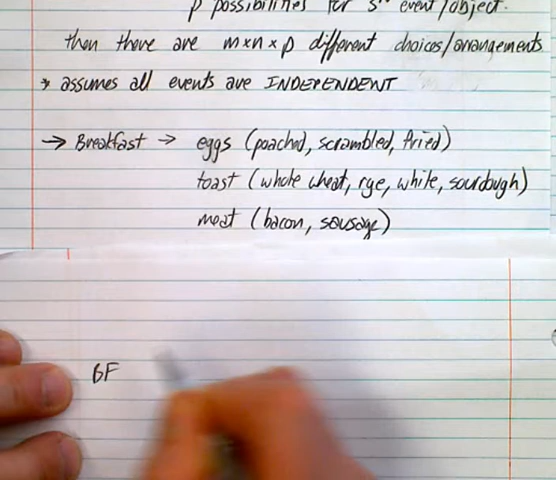 p possibilities for 3rd event/object.
then there are m×n×p different choices/arrangements
* assumes all events are INDEPENDENT
→ Breakfast → eggs (poached, scrambled, fried)
toast (whole wheat, rye, white, sourdough)
meat (bacon, sausage)
BF